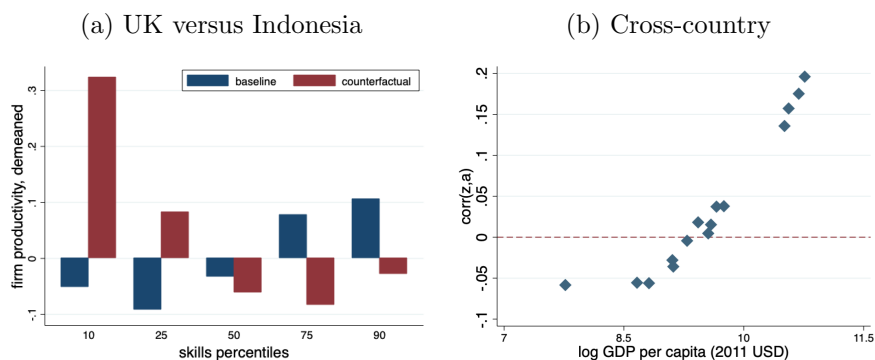 (a) UK versus Indonesia
baseline
counterfactual
firm productivity, demeaned
.3
.2
.1
0
-.1
10 25 50 75 90
skills percentiles
(b) Cross-country
corr(z,a)
.2
.15
.1
.05
0
-.05
-.1
7 8.5 10 11.5
log GDP per capita (2011 USD)